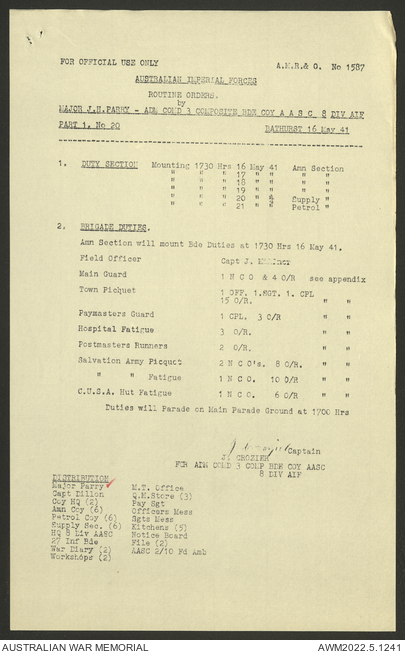 FOR OFFICIAL USE ONLY
A.M.R.& O. No 1587
AUSTRALIAN IMPERIAL FORCES
ROUTINE ORDERS.
by
MAJOR J.H.PARRY - ADM COMD 3 COMPOSITE BDE COY A A S C 8 DIV AIF
PART 1. No 20 BATHURST 16 May 41
1. DUTY SECTION Mounting 1730 Hrs 16 May 41 Amn Section
" " " 17 " " " "
" " " 18 " " " "
" " " 19 " " " "
" " " 20 " " Supply "
" " " 21 " " Petrol "
2. BRIGADE DUTIES.
Amn Section will mount Bde Duties at 1730 Hrs 16 May 41.
Field Officer Capt J.
Main Guard 1 N C O & 4 O/R see appendix
Town Picquet 1 OFF. 1.SGT. 1. CPL
15 O/R. " "
Paymasters Guard 1 CPL. 3 O/R " "
Hospital Fatigue 3 O/R. " "
Postmasters Runners 2 O/R. " "
Salvation Army Picquet 2 N C O's. 8 O/R. " "
" " Fatigue 1 N C O. 10 O/R " "
C.U.S.A. Hut Fatigue 1 N C O. 6 O/R " "
Duties will Parade on Main Parade Ground at 1700 Hrs
Captain
J. CROZIER
FOR ADM COMD 3 COMP BDE COY AASC
8 DIV AIF
DISTRIBUTION
Major Parry
Capt Dillon
Coy HQ (2)
Amn Coy (6)
Petrol Coy (6)
Supply Sec. (6)
HQ 8 Div AASC
27 Inf Bde
War Diary (2)
Workshops (2)
M.T. Office
Q.M.Store (3)
Pay Sgt
Officers Mess
Sgts Mess
Kitchens (5)
Notice Board
File (2)
AASC 2/10 Fd Amb
AUSTRALIAN WAR MEMORIAL
AWM2022.5.1241